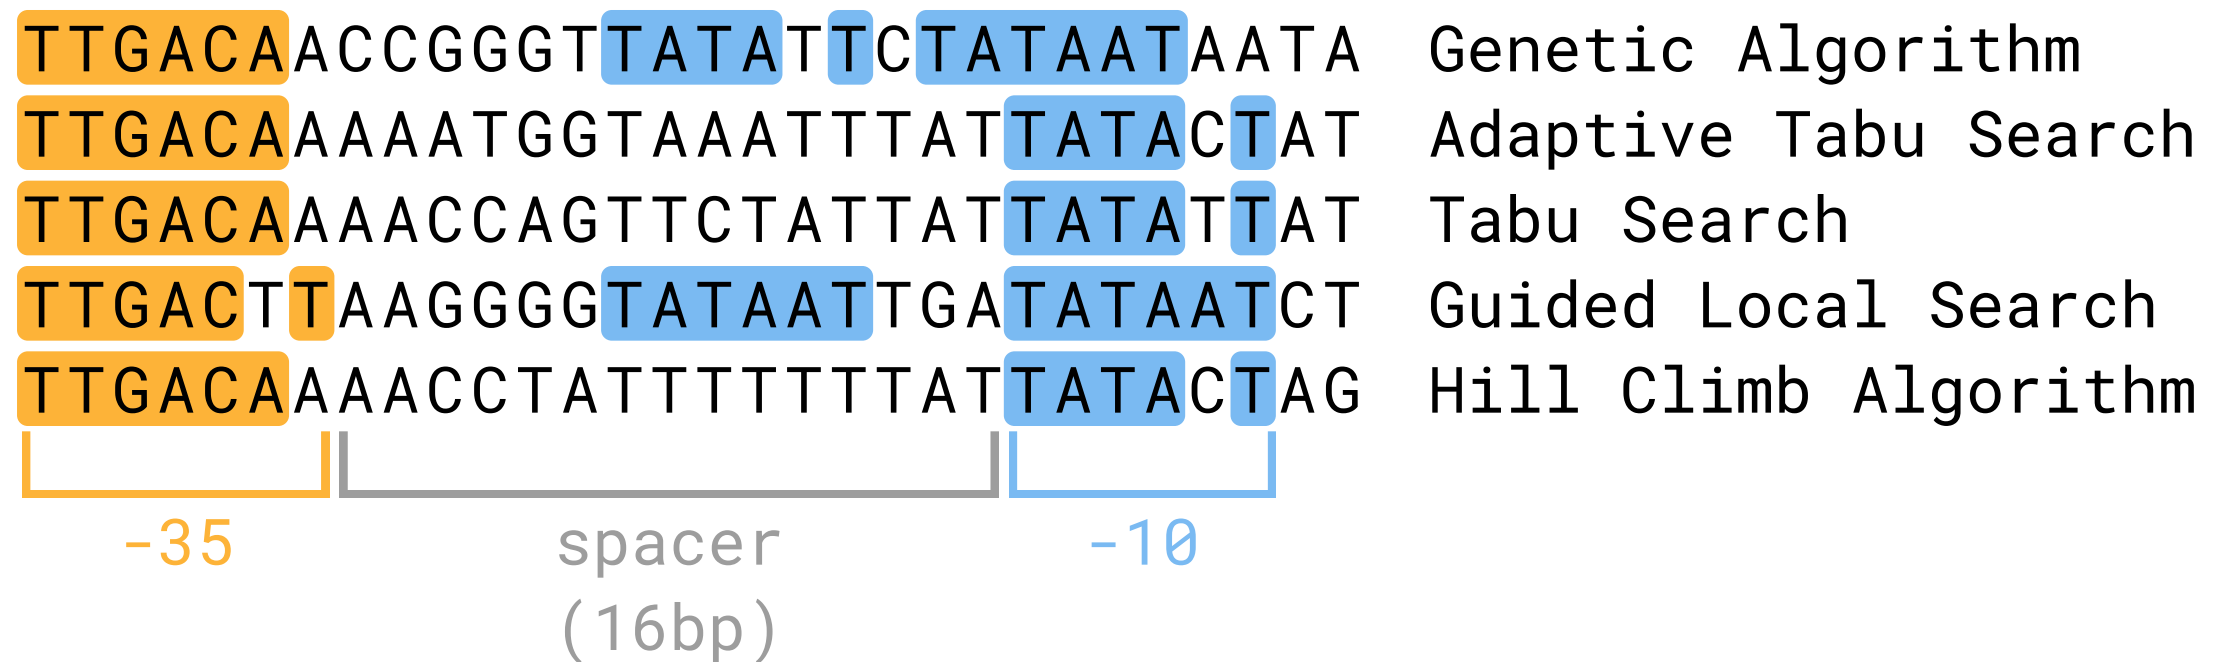 TTGACAACCGGGTTATATTCTATAATAATA Genetic Algorithm
TTGACAAAAATGGTAAATTTATTATACTAT Adaptive Tabu Search
TTGACAAAACCAGTTCTATTATTATATTAT Tabu Search
TTGACTTAAGGGGTATAATTGATATAATCT Guided Local Search
TTGACAAAACCTATTTTTTTATTATACTAG Hill Climb Algorithm
-35 spacer -10
(16bp)